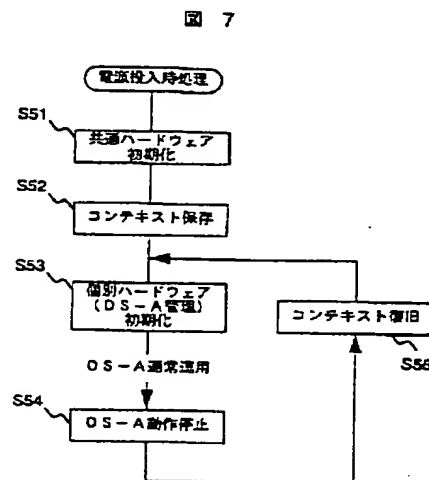 図 7
電源投入時処理
S51
共通ハードウェア
初期化
S52
コンテキスト保存
S53
個別ハードウェア
(OS-A管理)
初期化
コンテキスト復旧
S56
OS-A通常運用
S54
OS-A動作停止